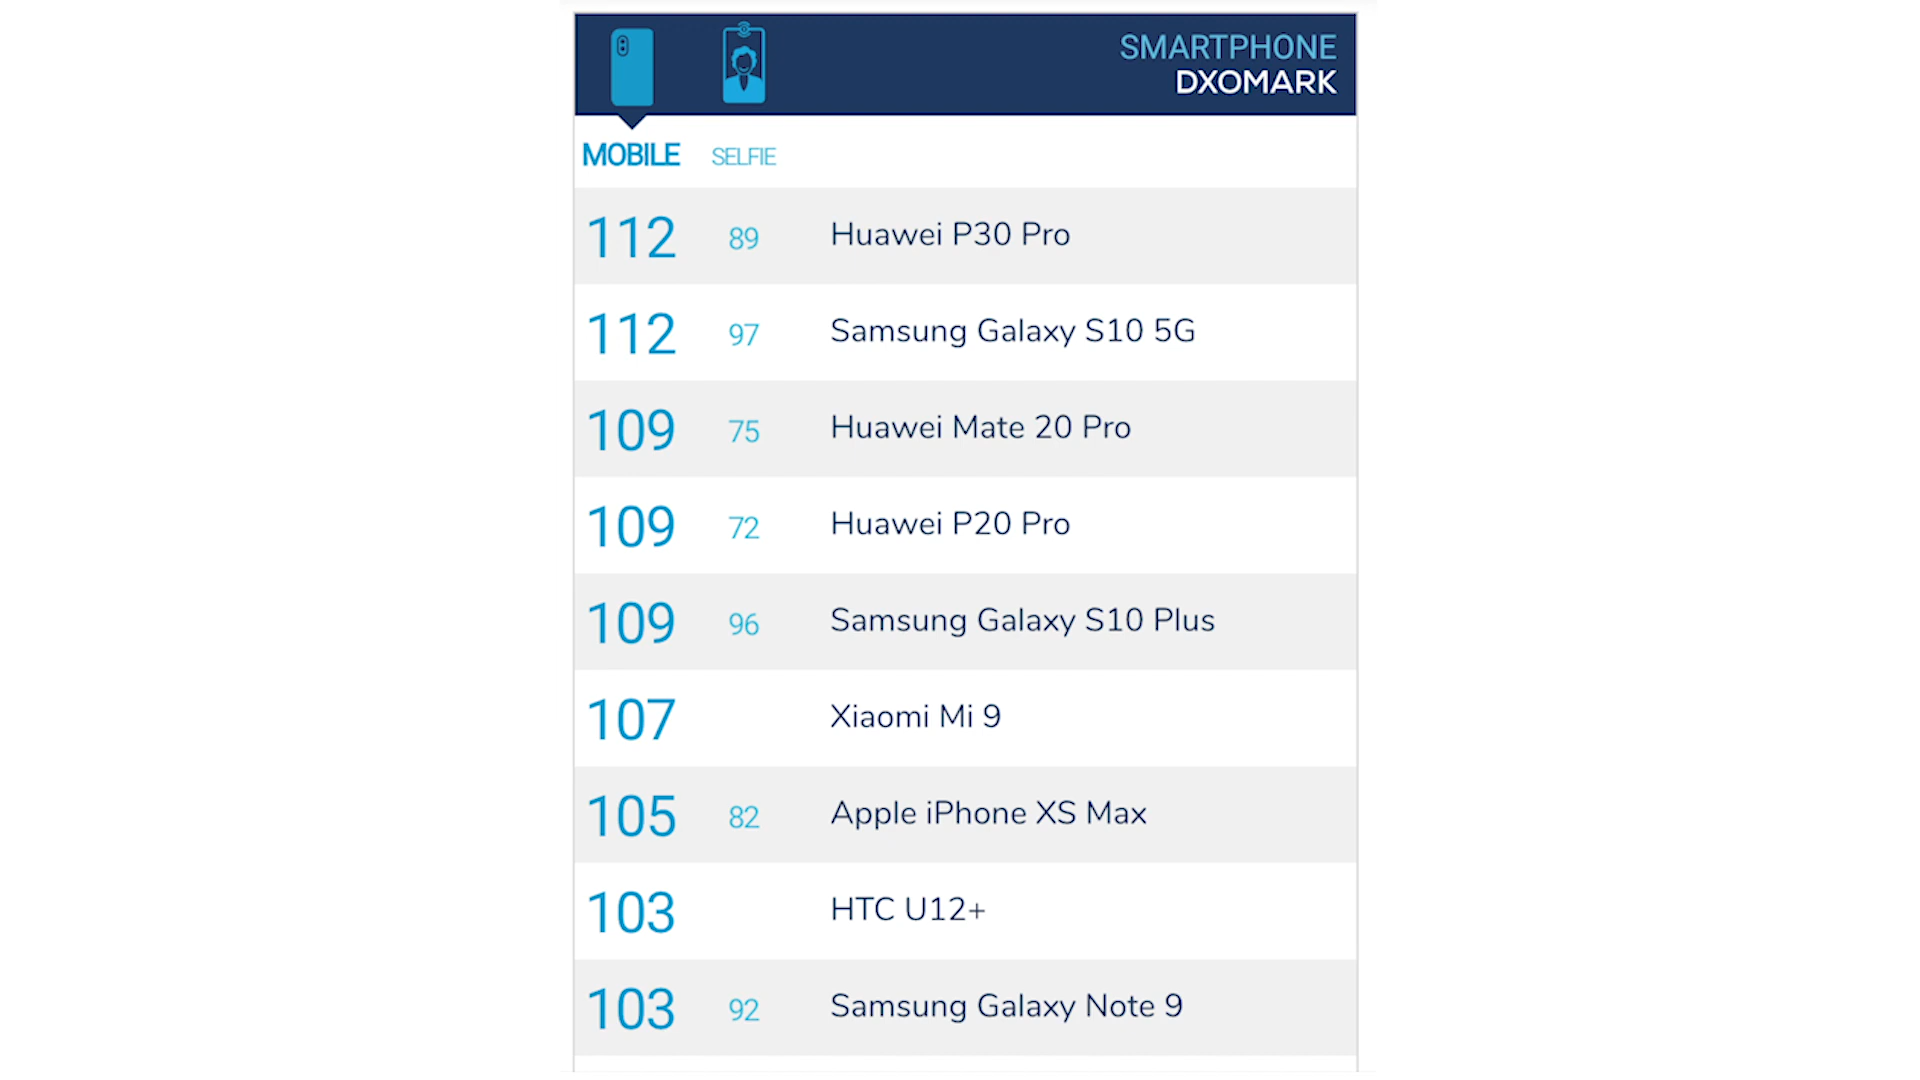 SMARTPHONE
DXOMARK
MOBILE SELFIE
112 89 Huawei P30 Pro
112 97 Samsung Galaxy S10 5G
109 75 Huawei Mate 20 Pro
109 72 Huawei P20 Pro
109 96 Samsung Galaxy S10 Plus
107 Xiaomi Mi 9
105 82 Apple iPhone XS Max
103 HTC U12+
103 92 Samsung Galaxy Note 9